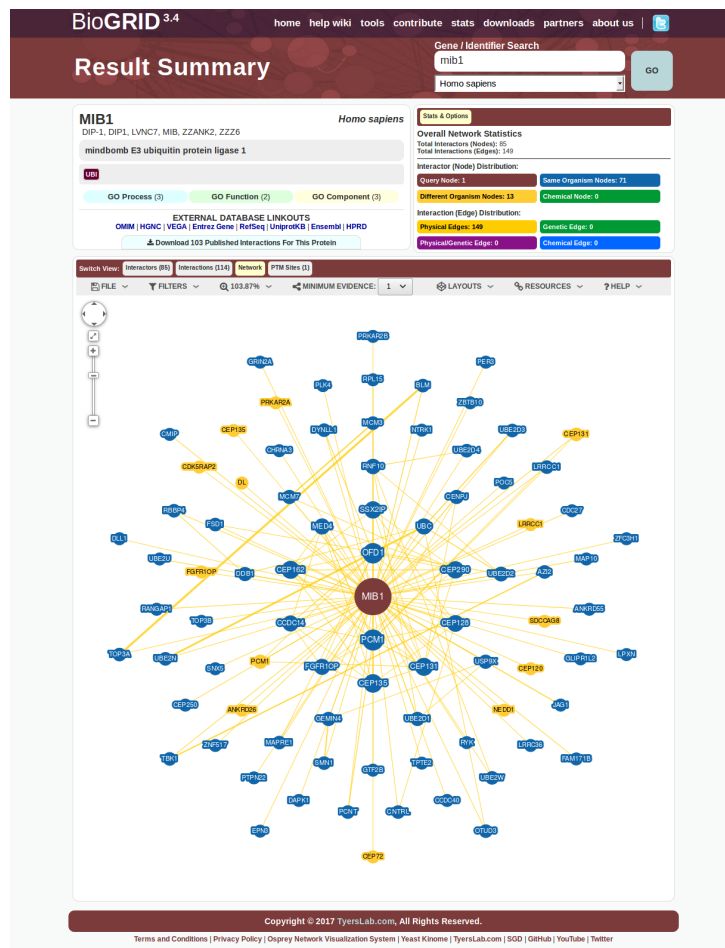 BioGRID 3.4
home help wiki tools contribute stats downloads partners about us |
Result Summary
Gene / Identifier Search
mib1
Homo sapiens
GO
MIB1
Homo sapiens
DIP-1, DIP1, LVNC7, MIB, ZZANK2, ZZZ6
mindbomb E3 ubiquitin protein ligase 1
UBI
GO Process (3) GO Function (2) GO Component (3)
EXTERNAL DATABASE LINKOUTS
OMIM | HGNC | VEGA | Entrez Gene | RefSeq | UniprotKB | Ensembl | HPRD
Download 103 Published Interactions For This Protein
Stats & Options
Overall Network Statistics
Total Interactors (Nodes): 85
Total Interactions (Edges): 149
Interactor (Node) Distribution:
Query Node: 1 Same Organism Nodes: 71
Different Organism Nodes: 13 Chemical Node: 0
Interaction (Edge) Distribution:
Physical Edges: 149 Genetic Edge: 0
Physical/Genetic Edge: 0 Chemical Edge: 0
Switch View: Interactors (85) Interactions (114) Network PTM Sites (1)
FILE FILTERS 103.87% MINIMUM EVIDENCE: 1 LAYOUTS RESOURCES ? HELP
PRKAR2B
GRIN2A PER3
PLK4 RPL15 BLM
PRKAR2A ZBTB10
MCM3
CEP135 DYNLL1 NTRK1 UBE2D3
CMIP CEP131
CHRNA3 UBE2D4
CDK5RAP2 RNF10 LRRCC1
DL POC5
MCM7 CENPJ
RBBP4 SSX2IP CDC27
FSD1 MED4 UBC LRRCC1
DLL1 ZFC3H1
UBE2U OFD1 MAP10
FGFR1OP DDB1 CEP162 CEP290 UBE2D2 AZI2
MIB1
RANGAP1 ANKRD55
TOP3B CCDC14 CEP128 SDCCAG8
PCM1
TOP3A UBE2N GLIPR1L2 LPXN
SNX5 PCM1 FGFR1OP CEP131 USP9X CEP120
CEP135
CEP250 ANKRD26 NEDD1 JAG1
GEMIN4 UBE2D1
ZNF517 MAPRE1 RYK LRRC36
TBK1 SMN1 TPTE2 FAM171B
GTF2B
PTPN22 UBE2W
DAPK1 CCDC40
PCNT CNTRL
EPN3 OTUD3
CEP72
Copyright © 2017 TyersLab.com, All Rights Reserved.
Terms and Conditions | Privacy Policy | Osprey Network Visualization System | Yeast Kinome | TyersLab.com | SGD | GitHub | YouTube | Twitter